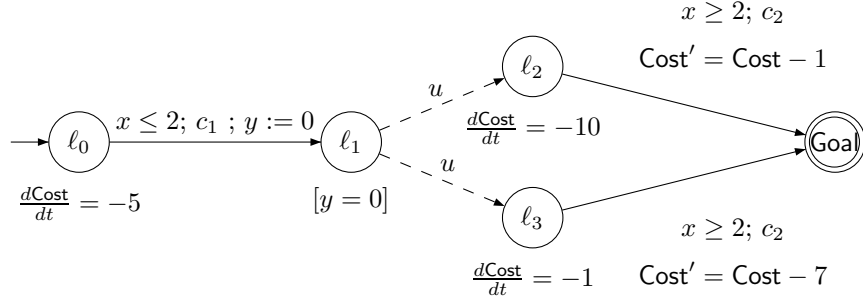 x ≥ 2; c₂
Cost′ = Cost − 1
ℓ₂
u
dCost/dt = −10
x ≤ 2; c₁ ; y := 0
ℓ₀
ℓ₁
Goal
dCost/dt = −5
[y = 0]
u
ℓ₃
x ≥ 2; c₂
dCost/dt = −1
Cost′ = Cost − 7